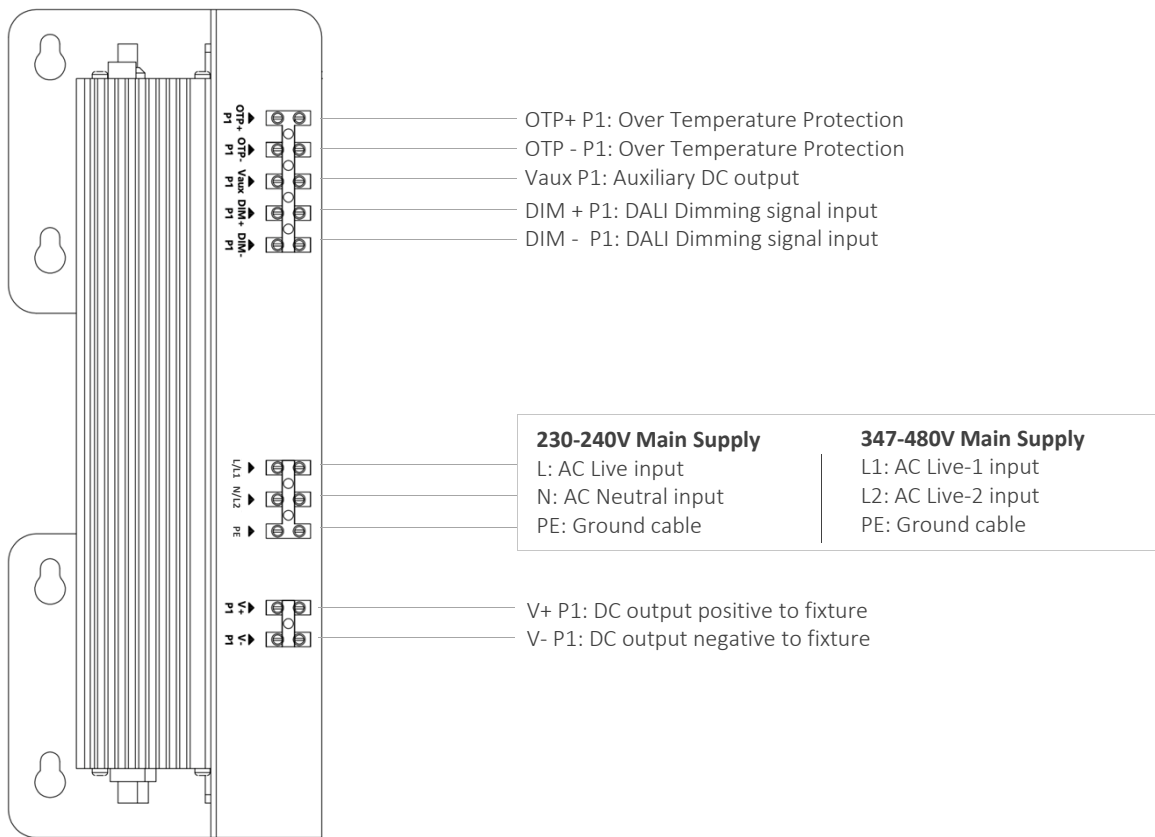 OTP+ P1
OTP- P1
Vaux P1
DIM+ P1
DIM- P1
OTP+ P1: Over Temperature Protection
OTP - P1: Over Temperature Protection
Vaux P1: Auxiliary DC output
DIM + P1: DALI Dimming signal input
DIM - P1: DALI Dimming signal input
L/L1
N/L2
PE
230-240V Main Supply
L: AC Live input
N: AC Neutral input
PE: Ground cable
347-480V Main Supply
L1: AC Live-1 input
L2: AC Live-2 input
PE: Ground cable
V+ P1
V- P1
V+ P1: DC output positive to fixture
V- P1: DC output negative to fixture